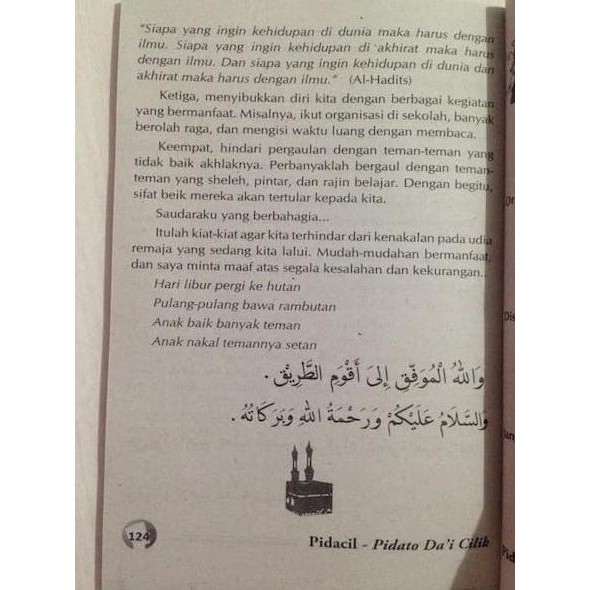 "Siapa yang ingin kehidupan di dunia maka harus dengan
ilmu. Siapa yang ingin kehidupan di akhirat maka harus
dengan ilmu. Dan siapa yang ingin kehidupan di dunia dan
akhirat maka harus dengan ilmu." (Al-Hadits)
Ketiga, menyibukkan diri kita dengan berbagai kegiatan
yang bermanfaat. Misalnya, ikut organisasi di sekolah, banyak
berolah raga, dan mengisi waktu luang dengan membaca.
Keempat, hindari pergaulan dengan teman-teman yang
tidak baik akhlaknya. Perbanyaklah bergaul dengan teman-
teman yang sheleh, pintar, dan rajin belajar. Dengan begitu,
sifat beik mereka akan tertular kepada kita.
Saudaraku yang berbahagia...
Itulah kiat-kiat agar kita terhindar dari kenakalan pada udia
remaja yang sedang kita lalui. Mudah-mudahan bermanfaat,
dan saya minta maaf atas segala kesalahan dan kekurangan...
Hari libur pergi ke hutan
Pulang-pulang bawa rambutan
Anak baik banyak teman
Anak nakal temannya setan
وَاللهُ الْمُوَفِّقِ إِلىَ أَقْوَمِ الطَّرِيْقِ .
وَالسَّلاَمُ عَلَيْكُمْ وَرَحْمَةُ اللهِ وَبَرَكَاتُهُ .
124
Pidacil - Pidato Da'i Cilik